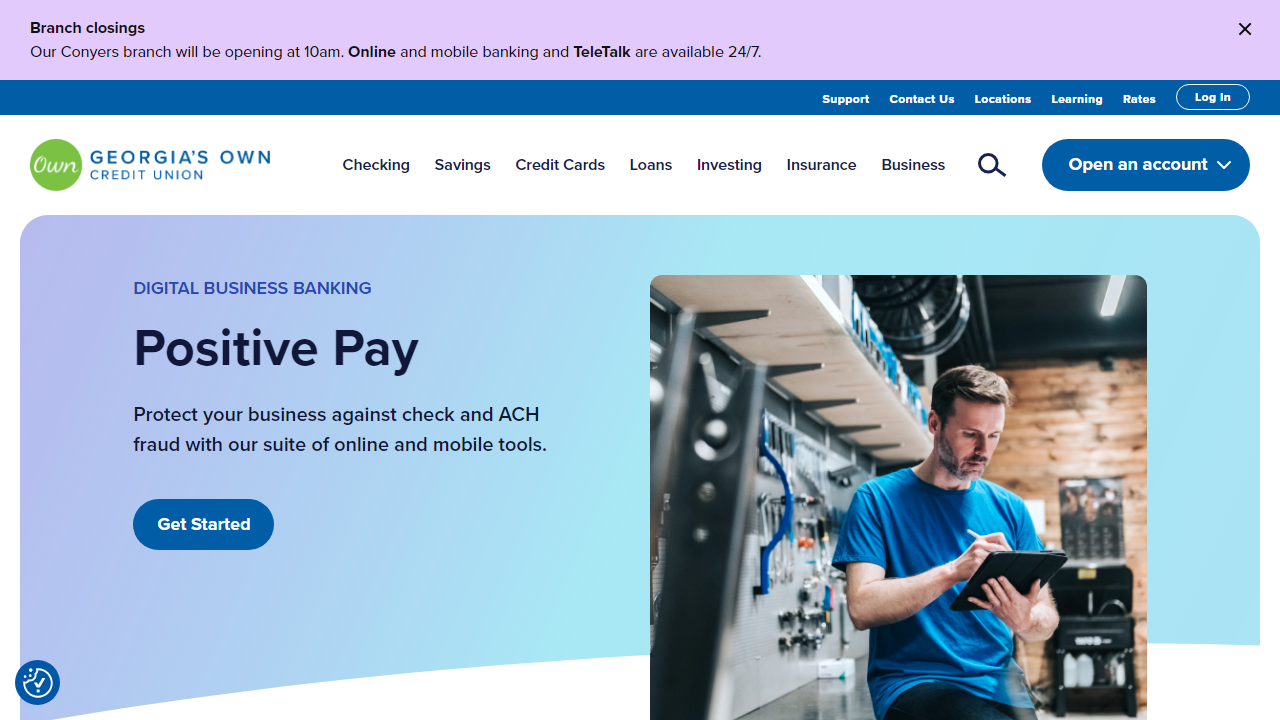 Branch closings
Our Conyers branch will be opening at 10am. Online and mobile banking and TeleTalk are available 24/7.
Support Contact Us Locations Learning Rates Log In
Own GEORGIA'S OWN
CREDIT UNION
Checking Savings Credit Cards Loans Investing Insurance Business Open an account
DIGITAL BUSINESS BANKING
Positive Pay
Protect your business against check and ACH
fraud with our suite of online and mobile tools.
Get Started